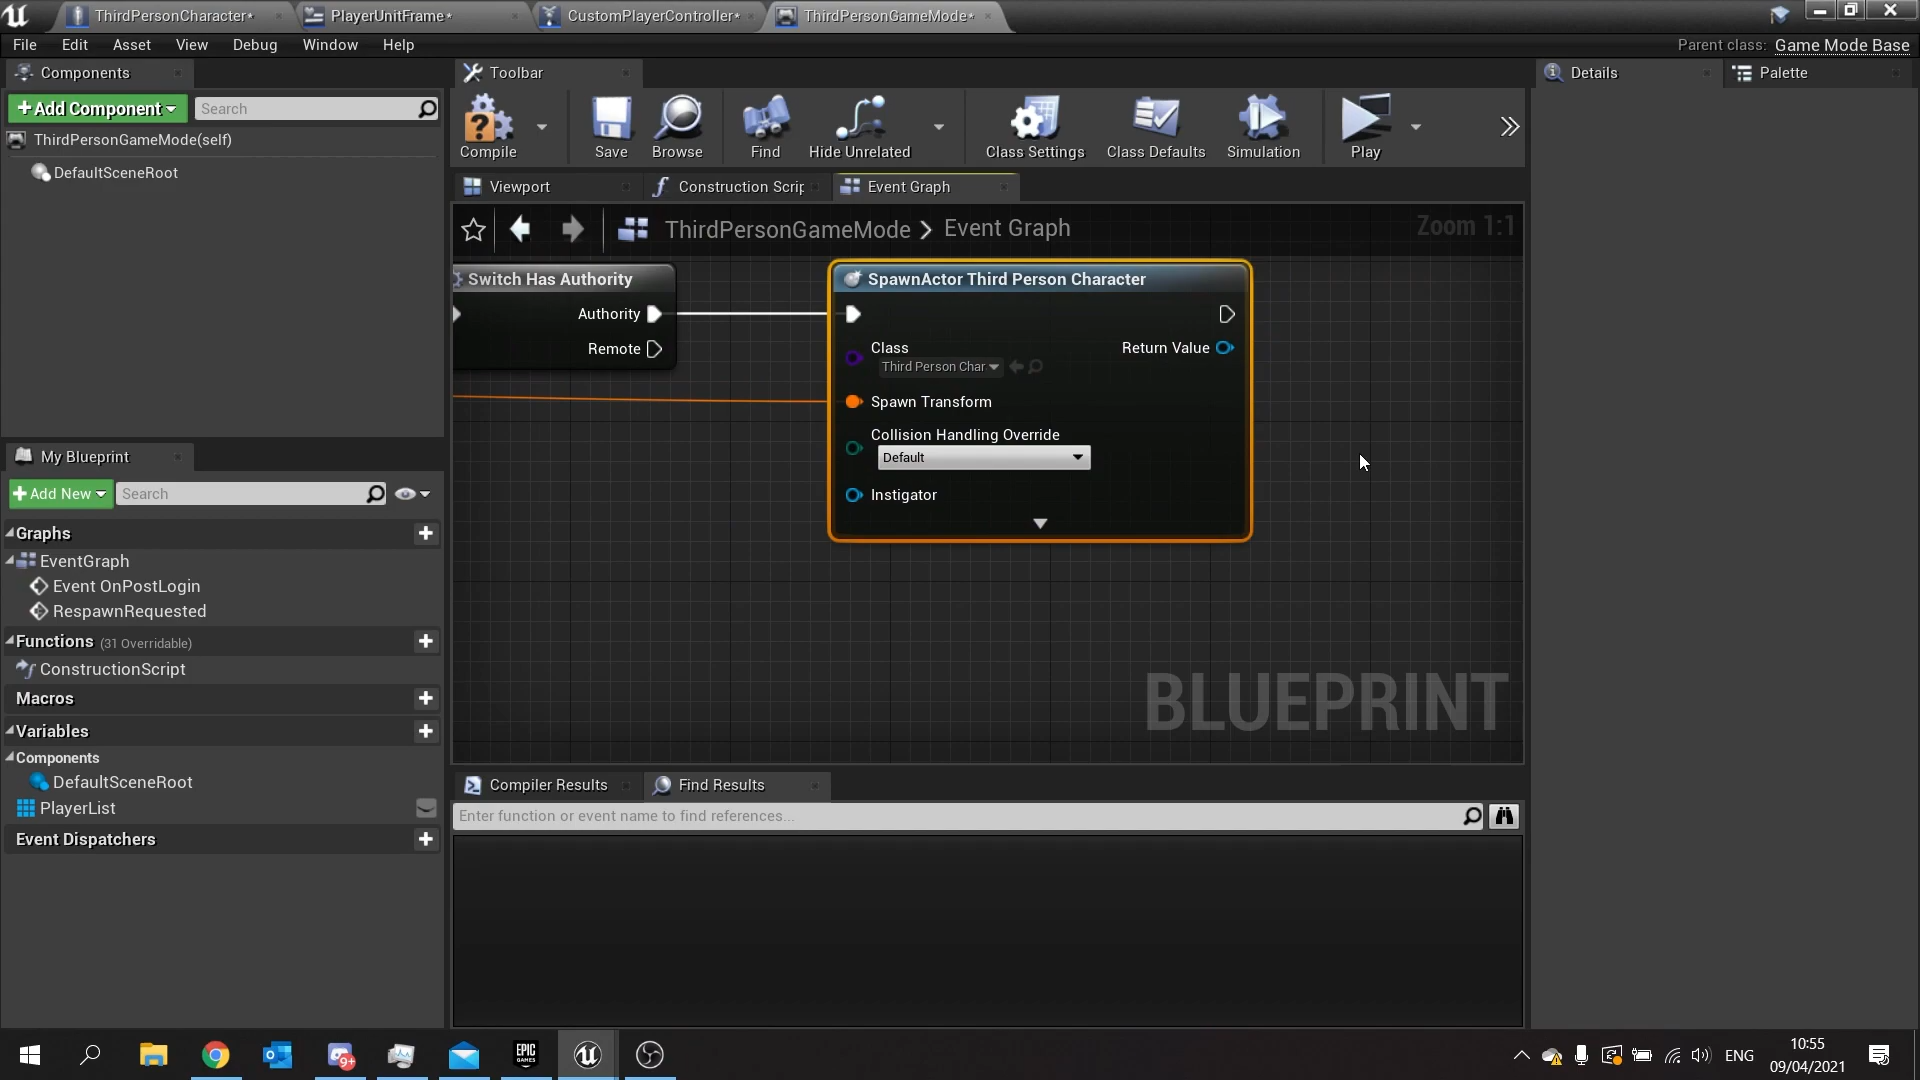 ThirdPersonCharacter*
PlayerUnitFrame*
CustomPlayerController*
ThirdPersonGameMode*
File Edit Asset View Debug Window Help
Parent class: Game Mode Base
Components
Toolbar
Details
Palette
+Add Component
Search
ThirdPersonGameMode(self)
DefaultSceneRoot
Compile
Save
Browse
Find
Hide Unrelated
Class Settings
Class Defaults
Simulation
Play
Viewport
Construction Scrip
Event Graph
ThirdPersonGameMode > Event Graph
Zoom 1:1
Switch Has Authority
Authority
Remote
SpawnActor Third Person Character
Class
Third Person Char
Return Value
Spawn Transform
Collision Handling Override
Default
Instigator
BLUEPRINT
My Blueprint
+Add New
Search
Graphs
EventGraph
Event OnPostLogin
RespawnRequested
Functions (31 Overridable)
ConstructionScript
Macros
Variables
Components
DefaultSceneRoot
PlayerList
Event Dispatchers
Compiler Results
Find Results
Enter function or event name to find references...
9+
EPIC
GAMES
ENG
10:55
09/04/2021